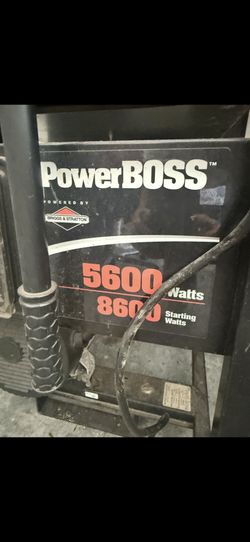 PowerBOSS™
POWERED BY
BRIGGS & STRATTON
5600 Watts
8600 Starting
Watts